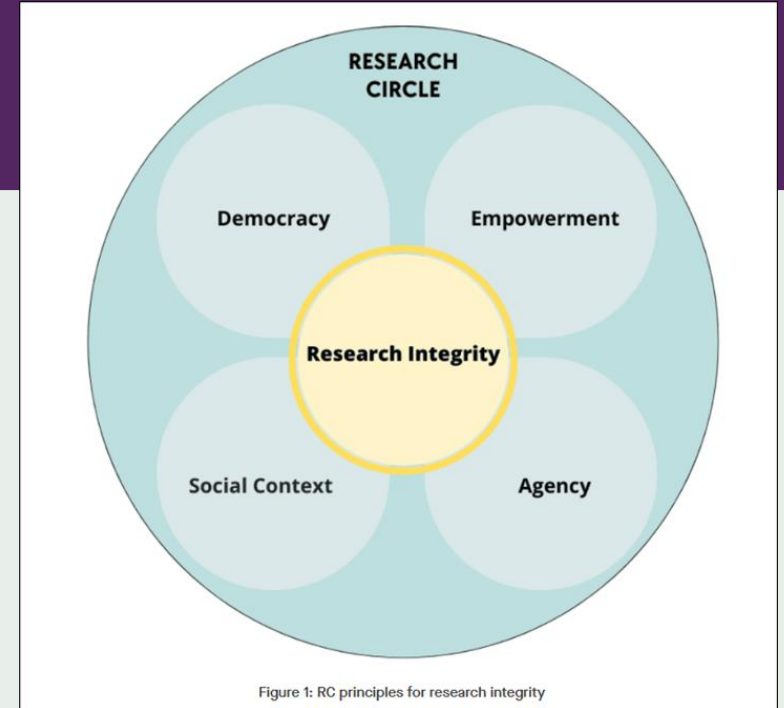 RESEARCH
CIRCLE
Democracy
Empowerment
Research Integrity
Social Context
Agency
Figure 1: RC principles for research integrity